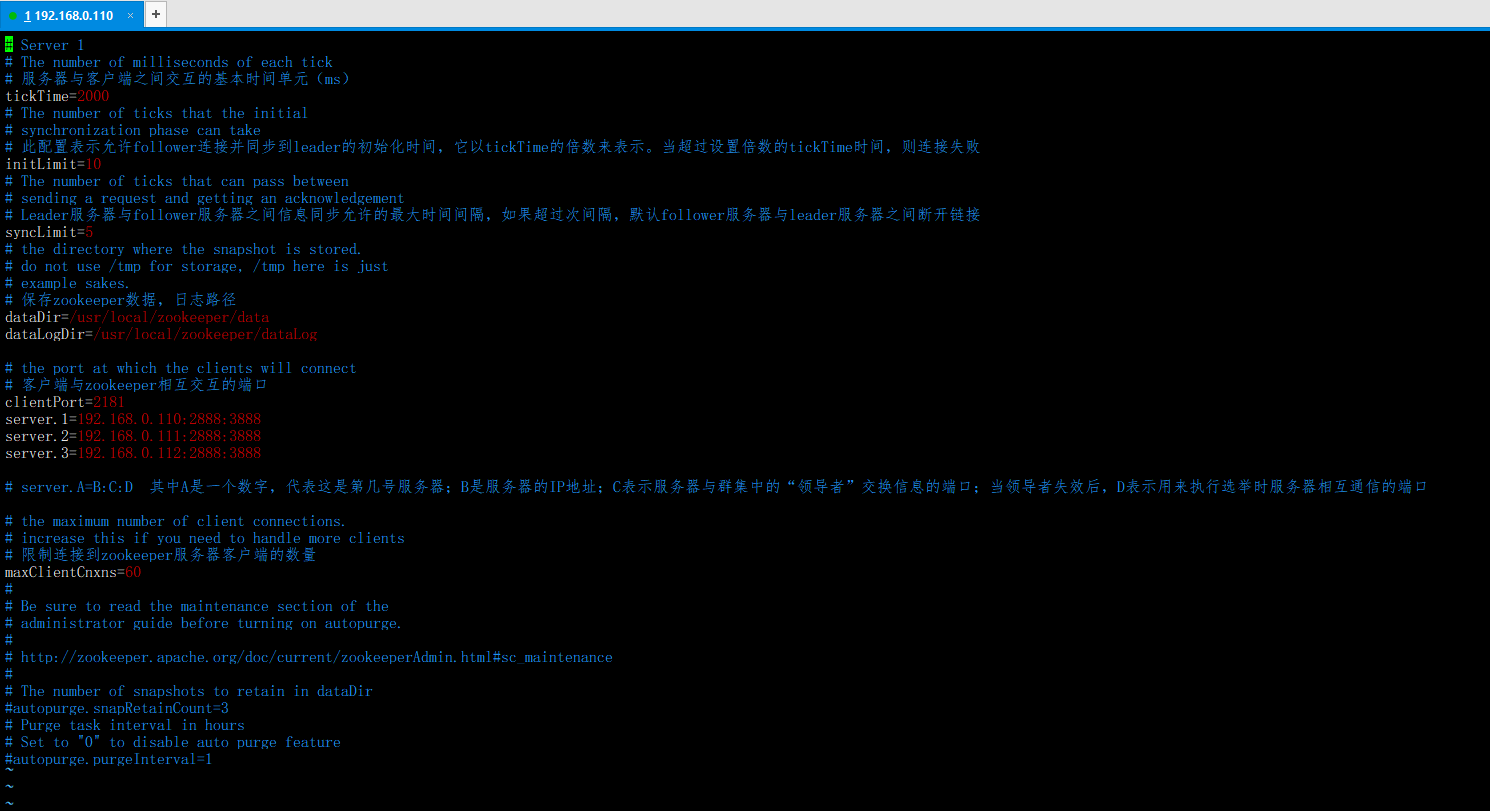 1 192.168.0.110 × +
# Server 1
# The number of milliseconds of each tick
# 服务器与客户端之间交互的基本时间单元（ms）
tickTime=2000
# The number of ticks that the initial
# synchronization phase can take
# 此配置表示允许follower连接并同步到leader的初始化时间，它以tickTime的倍数来表示。当超过设置倍数的tickTime时间，则连接失败
initLimit=10
# The number of ticks that can pass between
# sending a request and getting an acknowledgement
# Leader服务器与follower服务器之间信息同步允许的最大时间间隔，如果超过次间隔，默认follower服务器与leader服务器之间断开链接
syncLimit=5
# the directory where the snapshot is stored.
# do not use /tmp for storage, /tmp here is just
# example sakes.
# 保存zookeeper数据，日志路径
dataDir=/usr/local/zookeeper/data
dataLogDir=/usr/local/zookeeper/dataLog
# the port at which the clients will connect
# 客户端与zookeeper相互交互的端口
clientPort=2181
server.1=192.168.0.110:2888:3888
server.2=192.168.0.111:2888:3888
server.3=192.168.0.112:2888:3888
# server.A=B:C:D 其中A是一个数字，代表这是第几号服务器；B是服务器的IP地址；C表示服务器与群集中的“领导者”交换信息的端口；当领导者失效后，D表示用来执行选举时服务器相互通信的端口
# the maximum number of client connections.
# increase this if you need to handle more clients
# 限制连接到zookeeper服务器客户端的数量
maxClientCnxns=60
#
# Be sure to read the maintenance section of the
# administrator guide before turning on autopurge.
#
# http://zookeeper.apache.org/doc/current/zookeeperAdmin.html#sc_maintenance
#
# The number of snapshots to retain in dataDir
#autopurge.snapRetainCount=3
# Purge task interval in hours
# Set to "0" to disable auto purge feature
#autopurge.purgeInterval=1
~
~
~